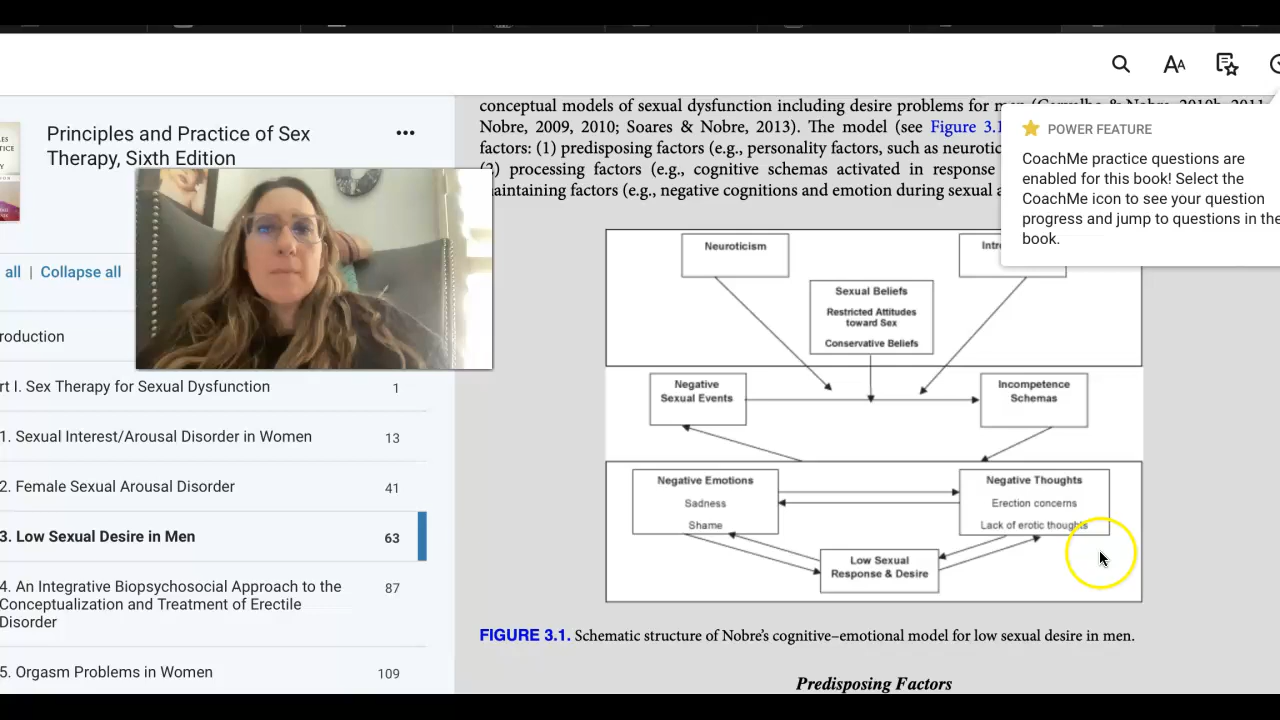 Principles and Practice of Sex
Therapy, Sixth Edition
all | Collapse all
roduction
rt I. Sex Therapy for Sexual Dysfunction 1
1. Sexual Interest/Arousal Disorder in Women 13
2. Female Sexual Arousal Disorder 41
3. Low Sexual Desire in Men 63
4. An Integrative Biopsychosocial Approach to the 87
Conceptualization and Treatment of Erectile
Disorder
5. Orgasm Problems in Women 109
AA
conceptual models of sexual dysfunction including desire problems for
Nobre, 2009, 2010; Soares & Nobre, 2013). The model (see Figure 3.1
factors: (1) predisposing factors (e.g., personality factors, such as neurotic
(2) processing factors (e.g., cognitive schemas activated in response
aintaining factors (e.g., negative cognitions and emotion during sexual a
POWER FEATURE
CoachMe practice questions are
enabled for this book! Select the
CoachMe icon to see your question
progress and jump to questions in the
book.
Neuroticism
Intr
Sexual Beliefs
Restricted Attitudes
toward Sex
Conservative Beliefs
Negative
Sexual Events
Incompetence
Schemas
Negative Emotions
Sadness
Shame
Negative Thoughts
Erection concerns
Lack of erotic thoughts
Low Sexual
Response & Desire
FIGURE 3.1. Schematic structure of Nobre's cognitive–emotional model for low sexual desire in men.
Predisposing Factors